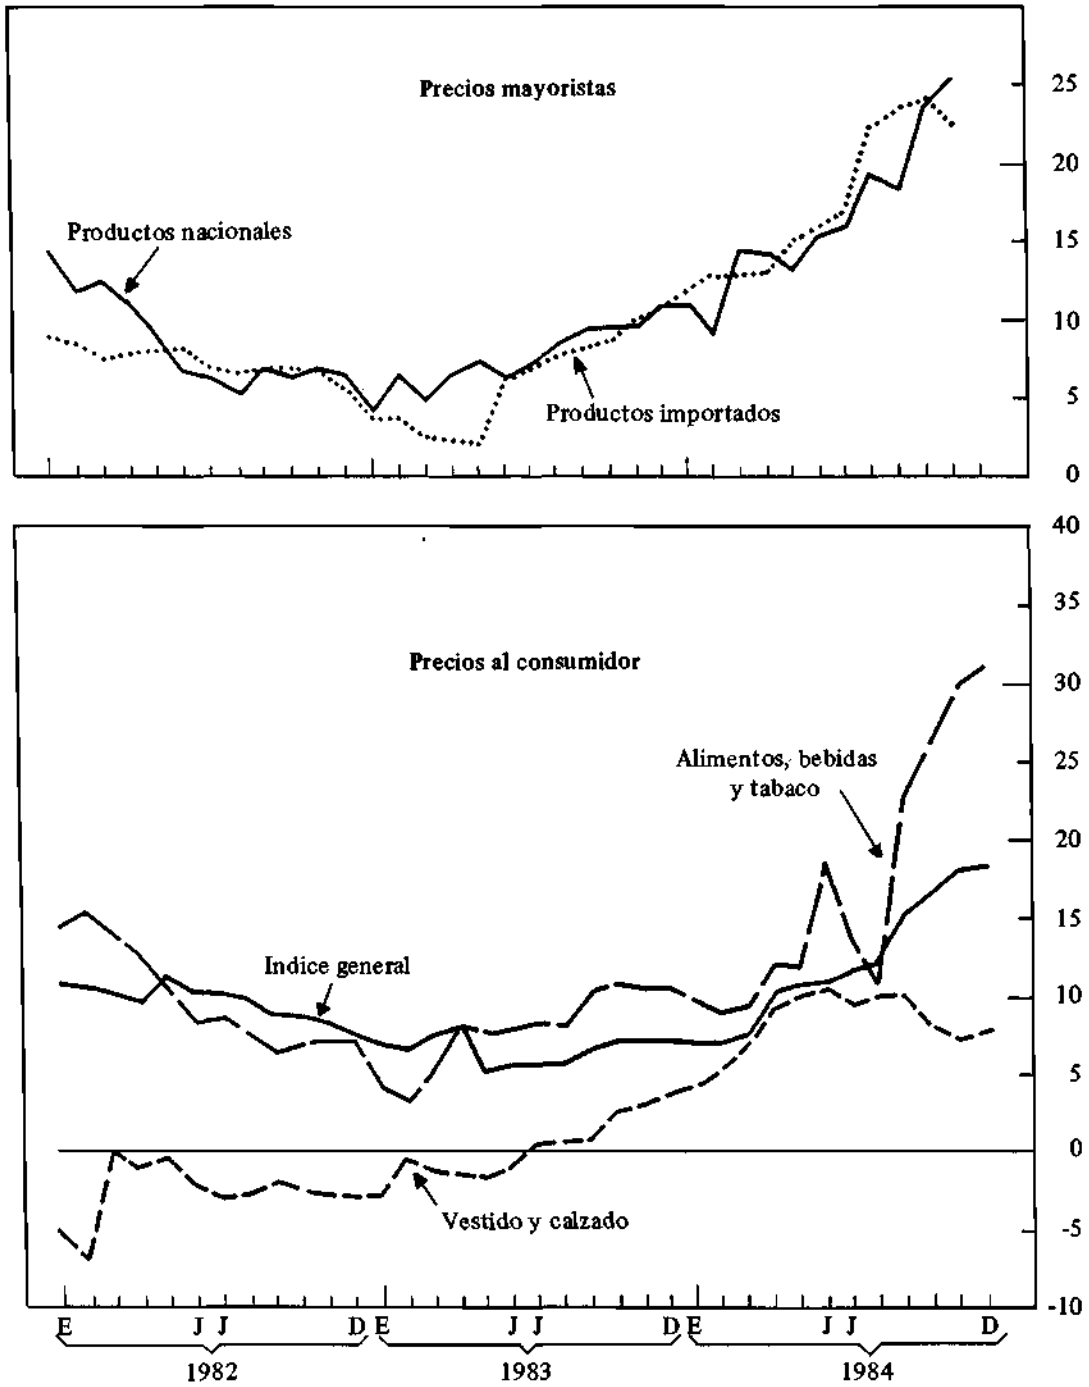 Precios mayoristas
25
20
Productos nacionales
15
10
5
Productos importados
0
40
35
Precios al consumidor
30
Alimentos, bebidas
y tabaco
25
20
15
Indice general
10
5
0
Vestido y calzado
-5
-10
E J J D E J J D E J J D
1982 1983 1984